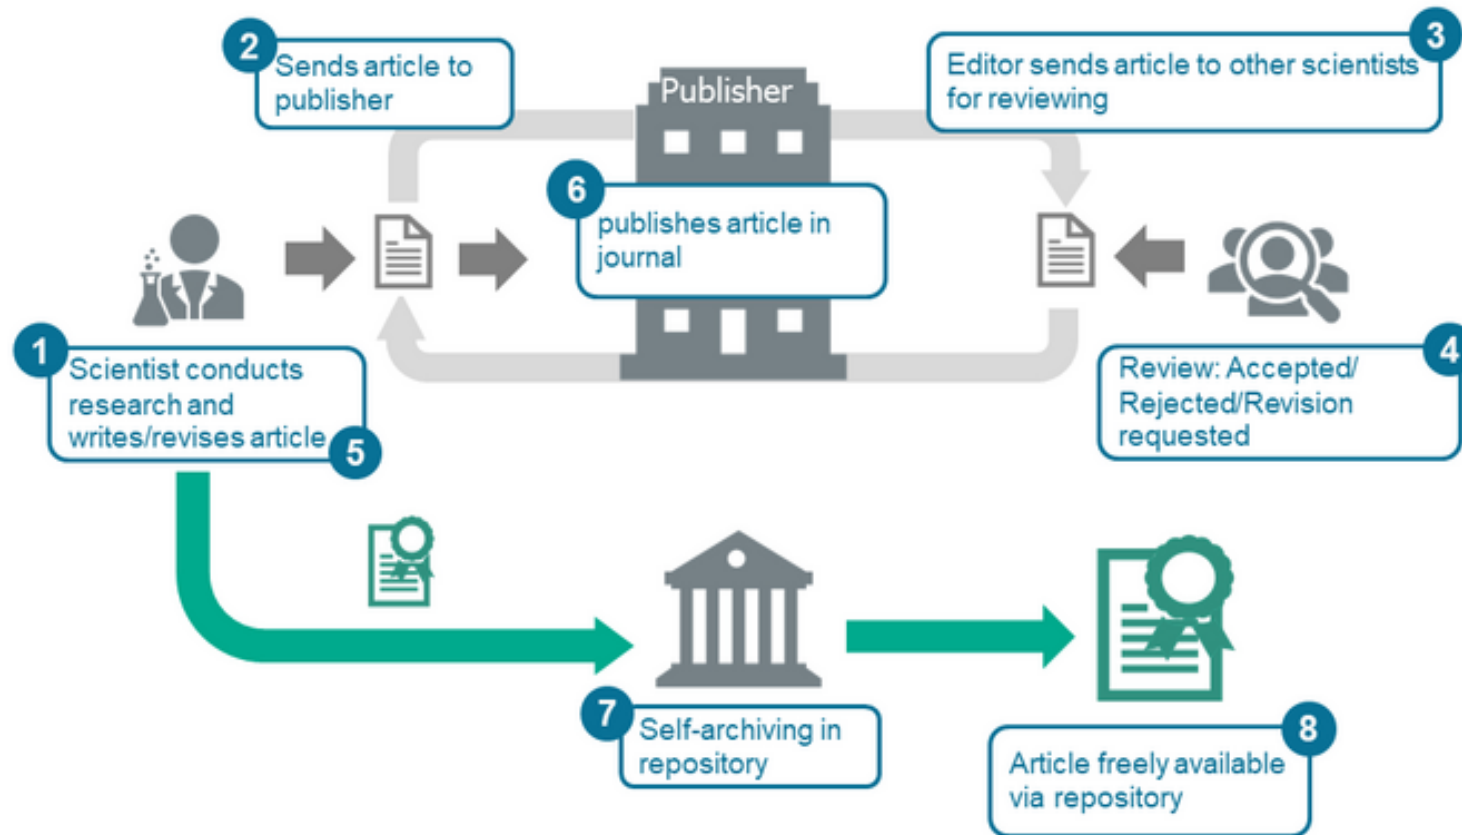 2
Sends article to
publisher
Publisher
3
Editor sends article to other scientists
for reviewing
6
publishes article in
journal
1
Scientist conducts
research and
writes/revises article
5
4
Review: Accepted/
Rejected/Revision
requested
7
Self-archiving in
repository
8
Article freely available
via repository